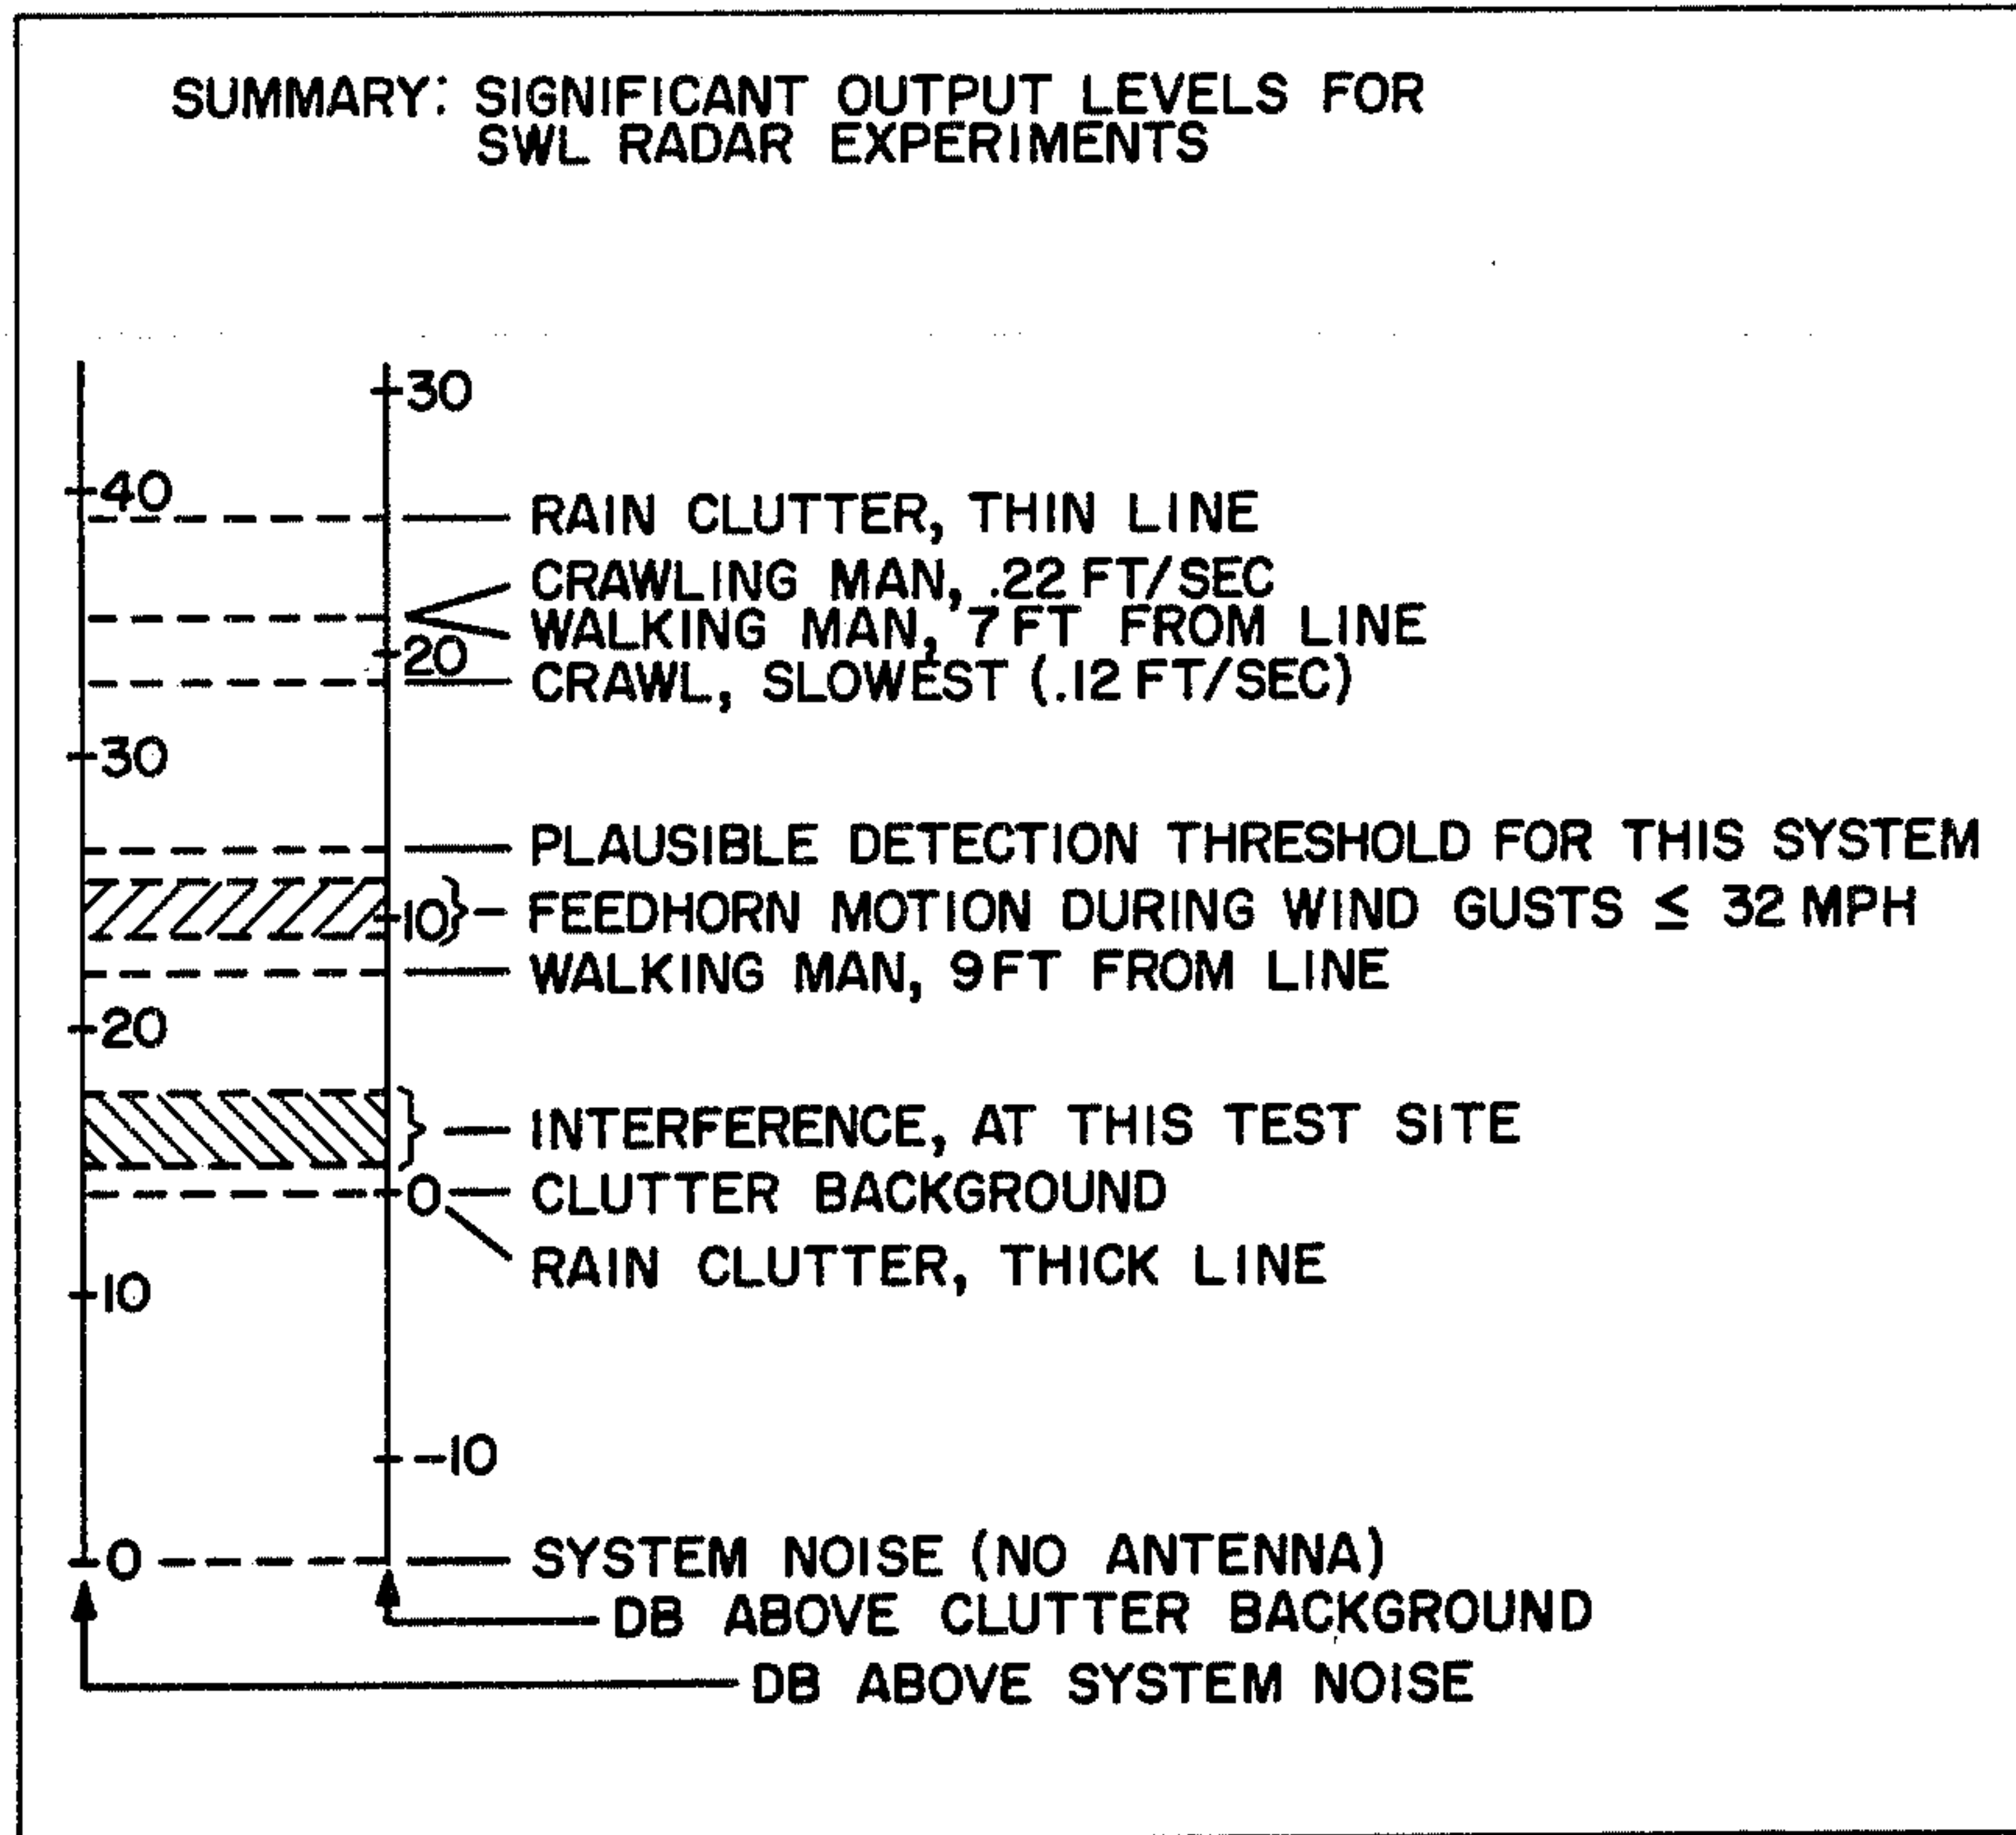 SUMMARY: SIGNIFICANT OUTPUT LEVELS FOR
SWL RADAR EXPERIMENTS
30
40
RAIN CLUTTER, THIN LINE
CRAWLING MAN, .22 FT/SEC
WALKING MAN, 7 FT FROM LINE
20
CRAWL, SLOWEST (.12 FT/SEC)
30
PLAUSIBLE DETECTION THRESHOLD FOR THIS SYSTEM
10 FEEDHORN MOTION DURING WIND GUSTS ≤ 32 MPH
WALKING MAN, 9 FT FROM LINE
20
INTERFERENCE, AT THIS TEST SITE
0 CLUTTER BACKGROUND
RAIN CLUTTER, THICK LINE
10
-10
0 SYSTEM NOISE (NO ANTENNA)
DB ABOVE CLUTTER BACKGROUND
DB ABOVE SYSTEM NOISE